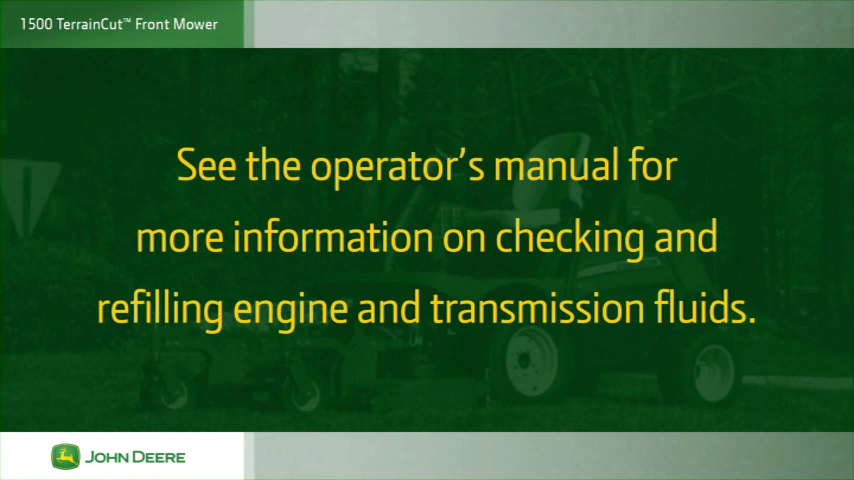 1500 TerrainCut™ Front Mower
See the operator's manual for
more information on checking and
refilling engine and transmission fluids.
JOHN DEERE